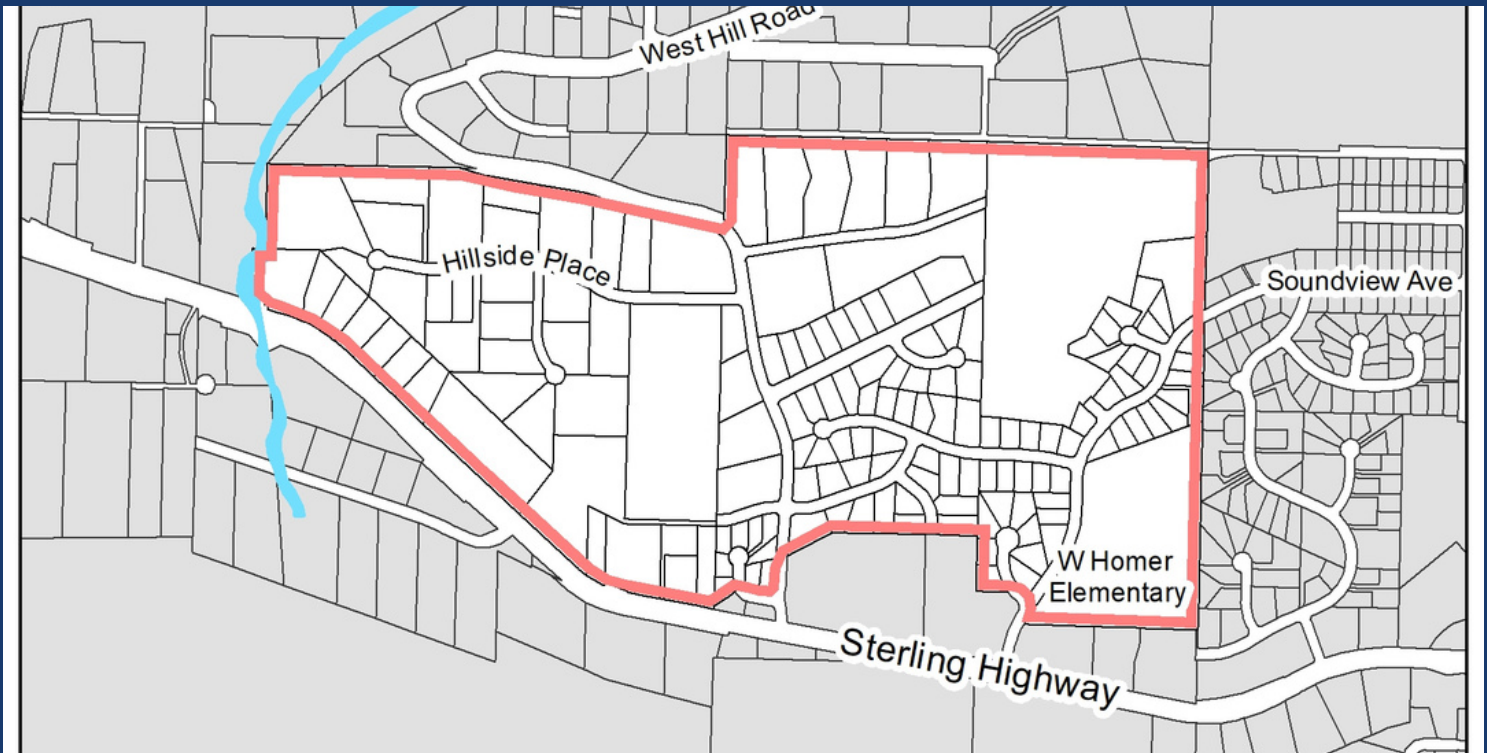 West Hill Road
Hillside Place
Soundview Ave
W Homer
Elementary
Sterling Highway